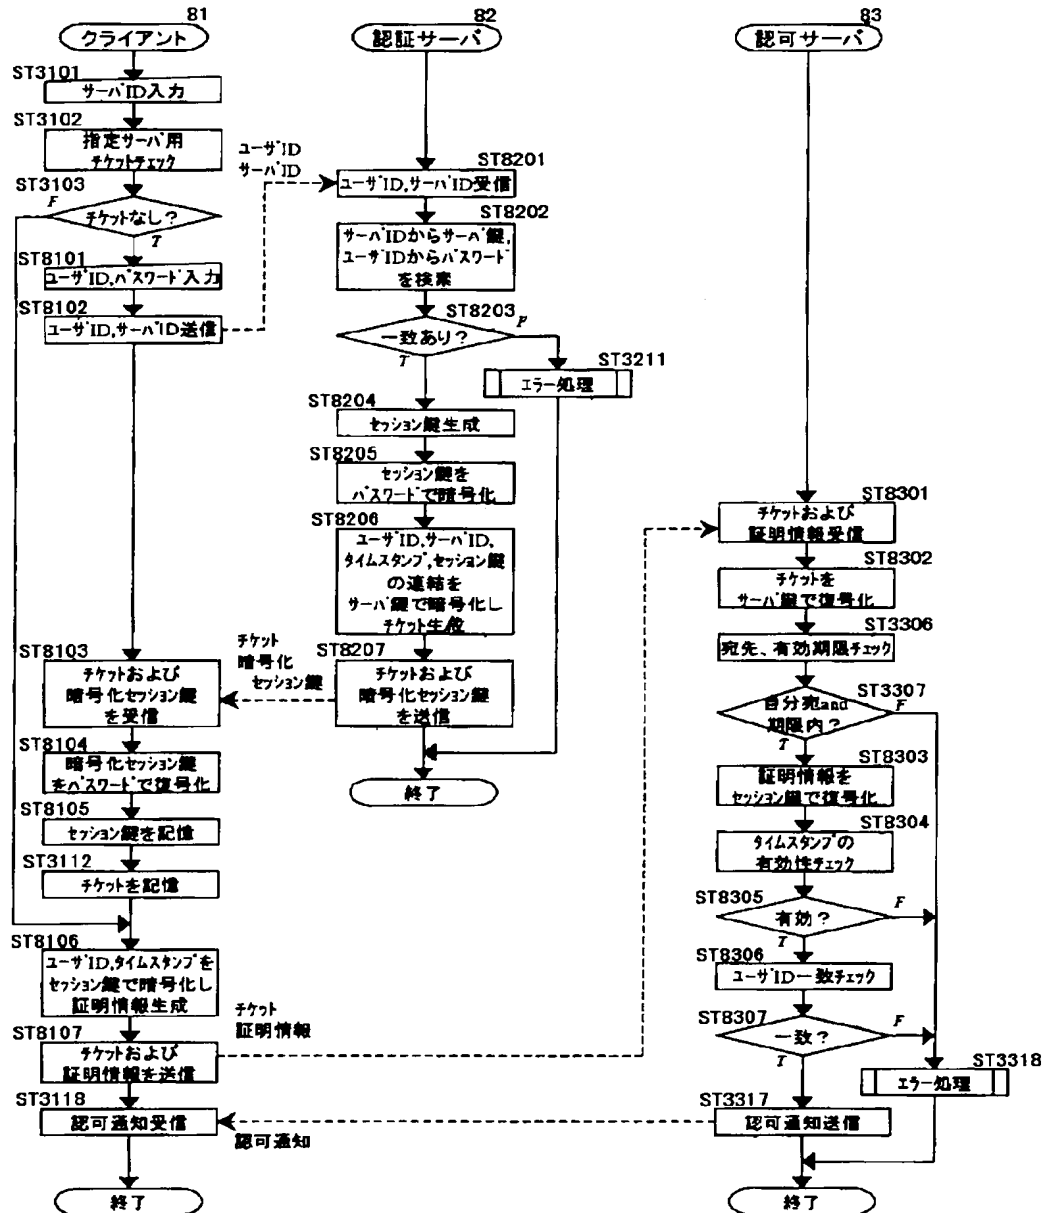 81
クライアント
ST3101
サーバID入力
ST3102
指定サーバ用
チケットチェック
ST3103
F
チケットなし?
T
ST8101
ユーザID,パスワード入力
ST8102
ユーザID,サーバID送信
ユーザID
サーバID
ST8103
チケットおよび
暗号化セッション鍵
を受信
ST8104
暗号化セッション鍵
をパスワードで復号化
ST8105
セッション鍵を記憶
ST3112
チケットを記憶
ST8106
ユーザID,タイムスタンプを
セッション鍵で暗号化し
証明情報生成
ST8107
チケットおよび
証明情報を送信
チケット
証明情報
ST3118
認可通知受信
認可通知
終了
82
認証サーバ
ST8201
ユーザID,サーバID受信
ST8202
サーバIDからサーバ鍵,
ユーザIDからパスワード
を検索
ST8203
一致あり?
F
T
ST3211
エラー処理
ST8204
セッション鍵生成
ST8205
セッション鍵を
パスワードで暗号化
ST8206
ユーザID,サーバID,
タイムスタンプ,セッション鍵
の連結を
サーバ鍵で暗号化し
チケット生成
ST8207
チケットおよび
暗号化セッション鍵
を送信
チケット
暗号化
セッション鍵
終了
83
認可サーバ
ST8301
チケットおよび
証明情報受信
ST8302
チケットを
サーバ鍵で復号化
ST3306
宛先、有効期限チェック
ST3307
自分宛and
期限内?
F
T
ST8303
証明情報を
セッション鍵で復号化
ST8304
タイムスタンプの
有効性チェック
ST8305
有効?
F
T
ST8306
ユーザID一致チェック
ST8307
一致?
F
T
ST3318
エラー処理
ST3317
認可通知送信
終了